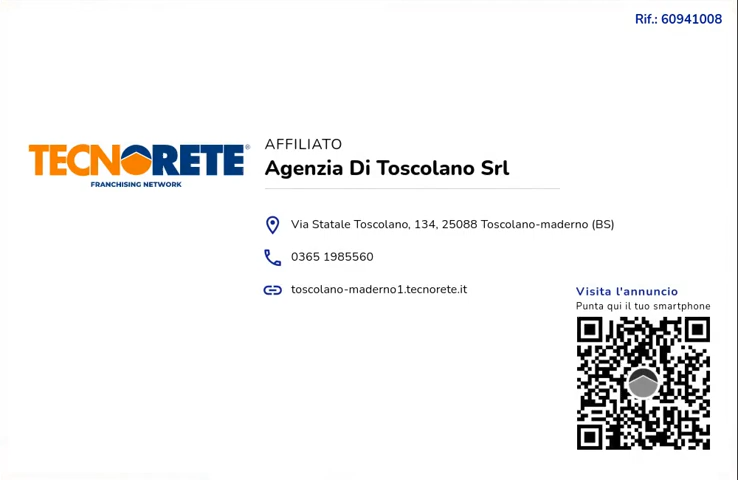 Rif.: 60941008
TECNORETE®
FRANCHISING NETWORK
AFFILIATO
Agenzia Di Toscolano Srl
Via Statale Toscolano, 134, 25088 Toscolano-maderno (BS)
0365 1985560
toscolano-maderno1.tecnorete.it
Visita l'annuncio
Punta qui il tuo smartphone